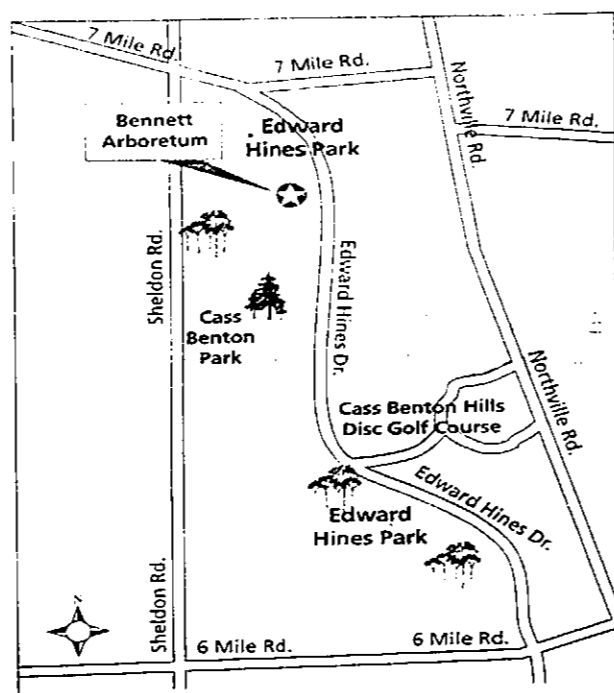 7 Mile Rd.
7 Mile Rd.
7 Mile Rd.
Bennett
Arboretum
Edward
Hines Park
Northville Rd.
Sheldon Rd.
Edward Hines Dr.
Cass
Benton
Park
Cass Benton Hills
Disc Golf Course
Northville Rd.
Edward Hines Dr.
Edward
Hines Park
N
Sheldon Rd.
6 Mile Rd.
6 Mile Rd.